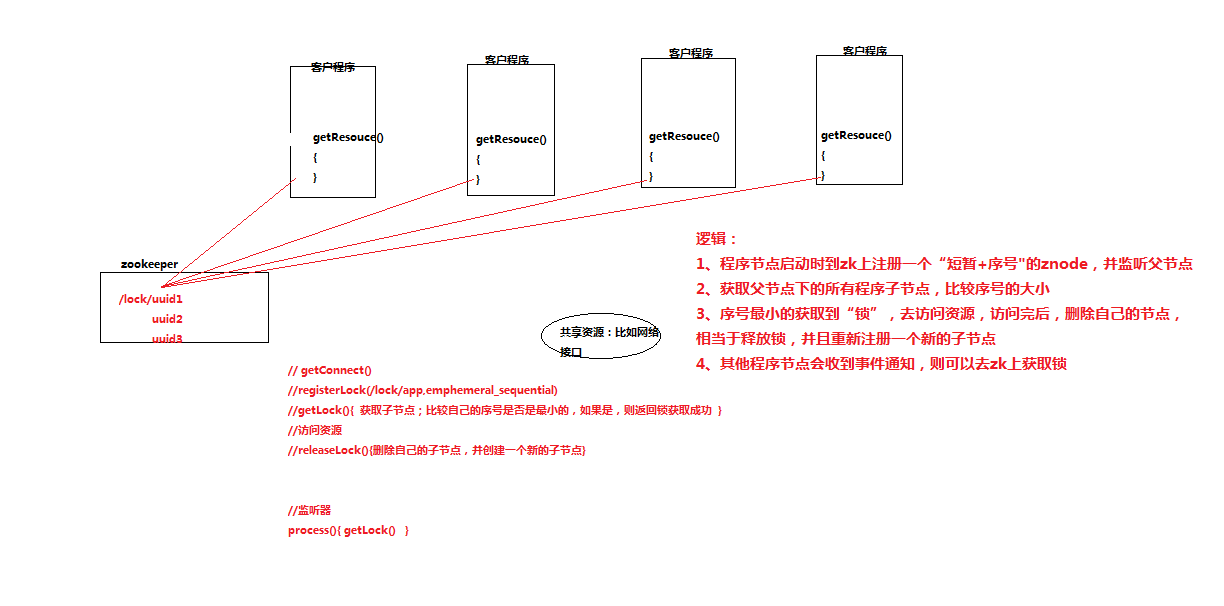 客户程序
getResouce()
{
}
客户程序
getResouce()
{
}
客户程序
getResouce()
{
}
客户程序
getResouce()
{
}
zookeeper
/lock/uuid1
uuid2
uuid3
共享资源：比如网络
接口
逻辑：
1、程序节点启动时到zk上注册一个“短暂+序号"的znode，并监听父节点
2、获取父节点下的所有程序子节点，比较序号的大小
3、序号最小的获取到“锁”，去访问资源，访问完后，删除自己的节点，
相当于释放锁，并且重新注册一个新的子节点
4、其他程序节点会收到事件通知，则可以去zk上获取锁
// getConnect()
//registerLock(/lock/app,emphemeral_sequential)
//getLock(){ 获取子节点；比较自己的序号是否是最小的，如果是，则返回锁获取成功 }
//访问资源
//releaseLock(){删除自己的子节点，并创建一个新的子节点}
//监听器
process(){ getLock() }